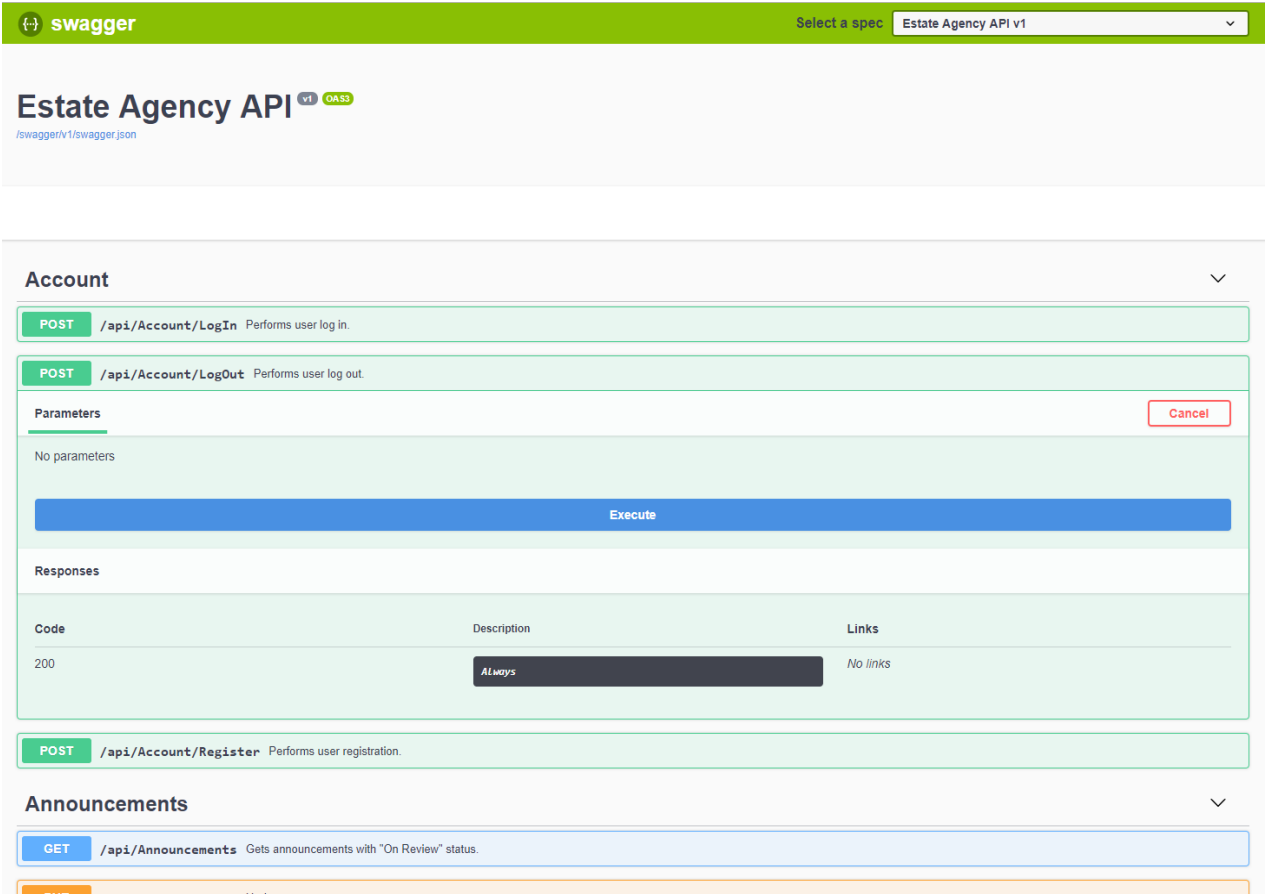 swagger Select a spec Estate Agency API v1
Estate Agency API v1 OAS3
/swagger/v1/swagger.json
Account
POST /api/Account/LogIn Performs user log in.
POST /api/Account/LogOut Performs user log out.
Parameters Cancel
No parameters
Execute
Responses
Code Description Links
200 Always No links
POST /api/Account/Register Performs user registration.
Announcements
GET /api/Announcements Gets announcements with "On Review" status.